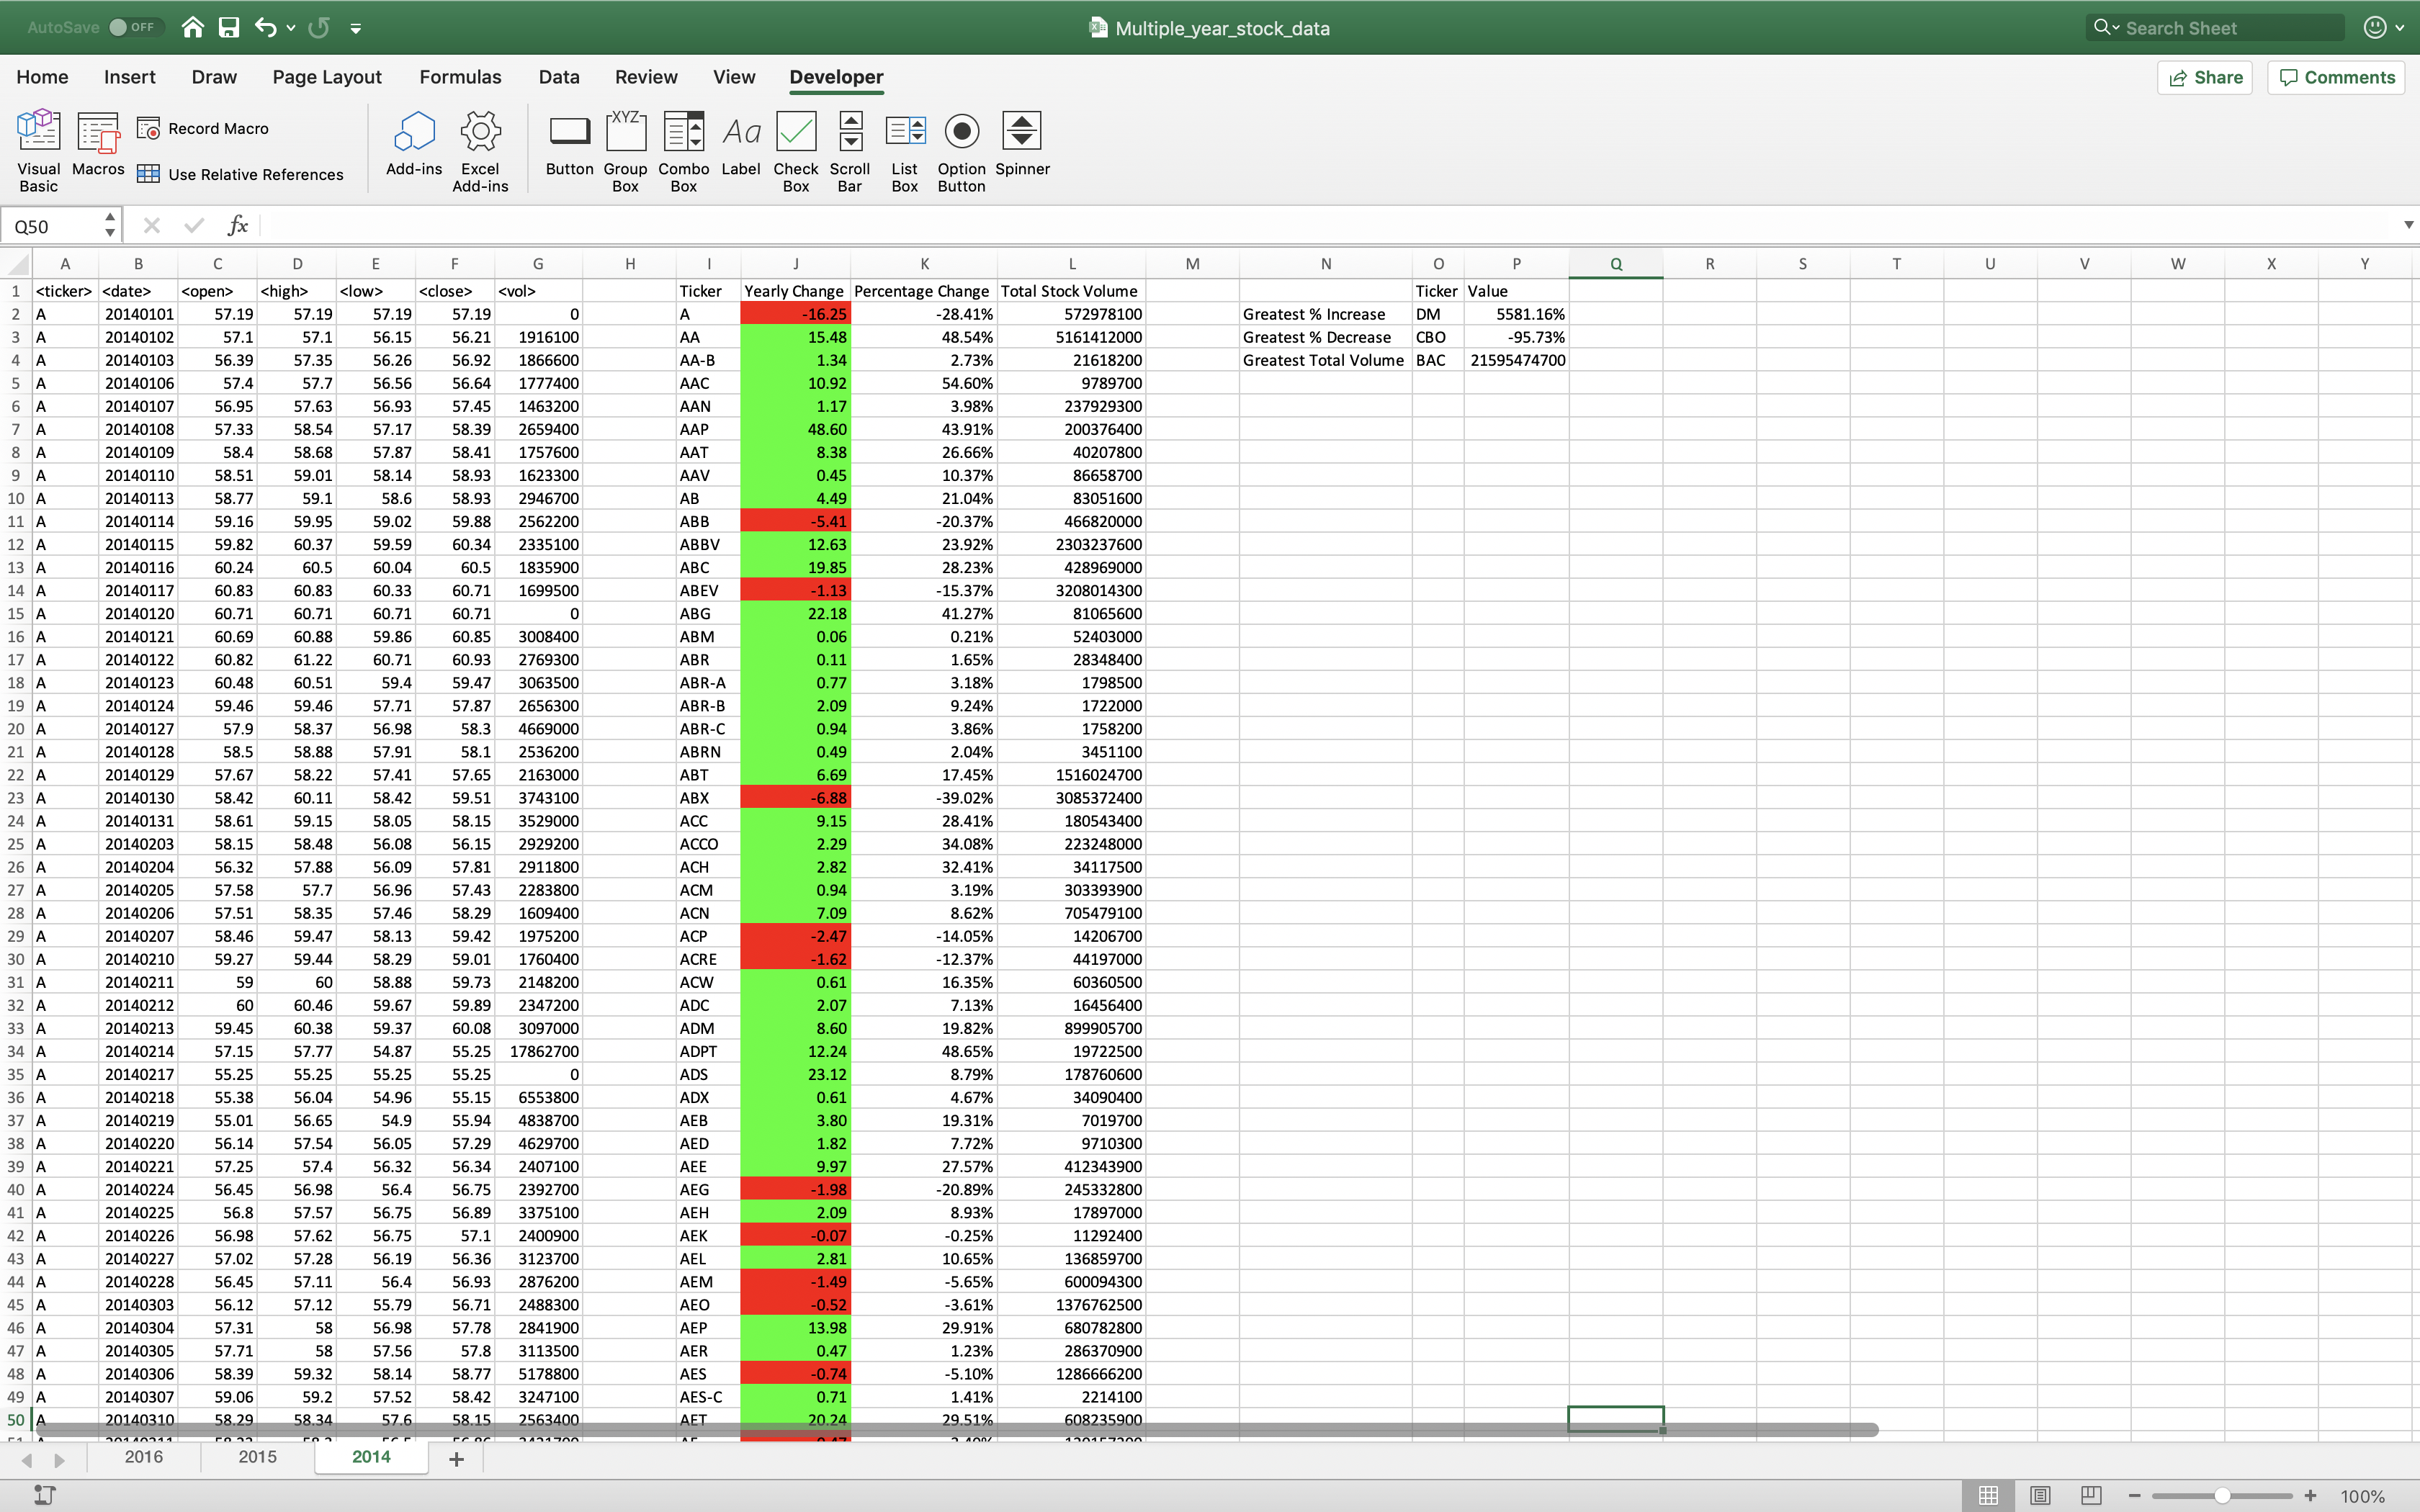 AutoSave OFF Multiple_year_stock_data Search Sheet
Home Insert Draw Page Layout Formulas Data Review View Developer Share Comments
Visual Basic Macros Record Macro Use Relative References Add-ins Excel Add-ins Button Group Box Combo Box Label Check Box Scroll Bar List Box Option Button Spinner
Q50 fx
A B C D E F G H I J K L M N O P Q R S T U V W X Y
1 <ticker> <date> <open> <high> <low> <close> <vol> Ticker Yearly Change Percentage Change Total Stock Volume Ticker Value
2 A 20140101 57.19 57.19 57.19 57.19 0 A -16.25 -28.41% 572978100 Greatest % Increase DM 5581.16%
3 A 20140102 57.1 57.1 56.15 56.21 1916100 AA 15.48 48.54% 5161412000 Greatest % Decrease CBO -95.73%
4 A 20140103 56.39 57.35 56.26 56.92 1866600 AA-B 1.34 2.73% 21618200 Greatest Total Volume BAC 21595474700
5 A 20140106 57.4 57.7 56.56 56.64 1777400 AAC 10.92 54.60% 9789700
6 A 20140107 56.95 57.63 56.93 57.45 1463200 AAN 1.17 3.98% 237929300
7 A 20140108 57.33 58.54 57.17 58.39 2659400 AAP 48.60 43.91% 200376400
8 A 20140109 58.4 58.68 57.87 58.41 1757600 AAT 8.38 26.66% 40207800
9 A 20140110 58.51 59.01 58.14 58.93 1623300 AAV 0.45 10.37% 86658700
10 A 20140113 58.77 59.1 58.6 58.93 2946700 AB 4.49 21.04% 83051600
11 A 20140114 59.16 59.95 59.02 59.88 2562200 ABB -5.41 -20.37% 466820000
12 A 20140115 59.82 60.37 59.59 60.34 2335100 ABBV 12.63 23.92% 2303237600
13 A 20140116 60.24 60.5 60.04 60.5 1835900 ABC 19.85 28.23% 428969000
14 A 20140117 60.83 60.83 60.33 60.71 1699500 ABEV -1.13 -15.37% 3208014300
15 A 20140120 60.71 60.71 60.71 60.71 0 ABG 22.18 41.27% 81065600
16 A 20140121 60.69 60.88 59.86 60.85 3008400 ABM 0.06 0.21% 52403000
17 A 20140122 60.82 61.22 60.71 60.93 2769300 ABR 0.11 1.65% 28348400
18 A 20140123 60.48 60.51 59.4 59.47 3063500 ABR-A 0.77 3.18% 1798500
19 A 20140124 59.46 59.46 57.71 57.87 2656300 ABR-B 2.09 9.24% 1722000
20 A 20140127 57.9 58.37 56.98 58.3 4669000 ABR-C 0.94 3.86% 1758200
21 A 20140128 58.5 58.88 57.91 58.1 2536200 ABRN 0.49 2.04% 3451100
22 A 20140129 57.67 58.22 57.41 57.65 2163000 ABT 6.69 17.45% 1516024700
23 A 20140130 58.42 60.11 58.42 59.51 3743100 ABX -6.88 -39.02% 3085372400
24 A 20140131 58.61 59.15 58.05 58.15 3529000 ACC 9.15 28.41% 180543400
25 A 20140203 58.15 58.48 56.08 56.15 2929200 ACCO 2.29 34.08% 223248000
26 A 20140204 56.32 57.88 56.09 57.81 2911800 ACH 2.82 32.41% 34117500
27 A 20140205 57.58 57.7 56.96 57.43 2283800 ACM 0.94 3.19% 303393900
28 A 20140206 57.51 58.35 57.46 58.29 1609400 ACN 7.09 8.62% 705479100
29 A 20140207 58.46 59.47 58.13 59.42 1975200 ACP -2.47 -14.05% 14206700
30 A 20140210 59.27 59.44 58.29 59.01 1760400 ACRE -1.62 -12.37% 44197000
31 A 20140211 59 60 58.88 59.73 2148200 ACW 0.61 16.35% 60360500
32 A 20140212 60 60.46 59.67 59.89 2347200 ADC 2.07 7.13% 16456400
33 A 20140213 59.45 60.38 59.37 60.08 3097000 ADM 8.60 19.82% 899905700
34 A 20140214 57.15 57.77 54.87 55.25 17862700 ADPT 12.24 48.65% 19722500
35 A 20140217 55.25 55.25 55.25 55.25 0 ADS 23.12 8.79% 178760600
36 A 20140218 55.38 56.04 54.96 55.15 6553800 ADX 0.61 4.67% 34090400
37 A 20140219 55.01 56.65 54.9 55.94 4838700 AEB 3.80 19.31% 7019700
38 A 20140220 56.14 57.54 56.05 57.29 4629700 AED 1.82 7.72% 9710300
39 A 20140221 57.25 57.4 56.32 56.34 2407100 AEE 9.97 27.57% 412343900
40 A 20140224 56.45 56.98 56.4 56.75 2392700 AEG -1.98 -20.89% 245332800
41 A 20140225 56.8 57.57 56.75 56.89 3375100 AEH 2.09 8.93% 17897000
42 A 20140226 56.98 57.62 56.75 57.1 2400900 AEK -0.07 -0.25% 11292400
43 A 20140227 57.02 57.28 56.19 56.36 3123700 AEL 2.81 10.65% 136859700
44 A 20140228 56.45 57.11 56.4 56.93 2876200 AEM -1.49 -5.65% 600094300
45 A 20140303 56.12 57.12 55.79 56.71 2488300 AEO -0.52 -3.61% 1376762500
46 A 20140304 57.31 58 56.98 57.78 2841900 AEP 13.98 29.91% 680782800
47 A 20140305 57.71 58 57.56 57.8 3113500 AER 0.47 1.23% 286370900
48 A 20140306 58.39 59.32 58.14 58.77 5178800 AES -0.74 -5.10% 1286666200
49 A 20140307 59.06 59.2 57.52 58.42 3247100 AES-C 0.71 1.41% 2214100
50 A 20140310 58.29 58.34 57.6 58.15 2563400 AET 20.24 29.51% 608235900
2016 2015 2014 +
100%